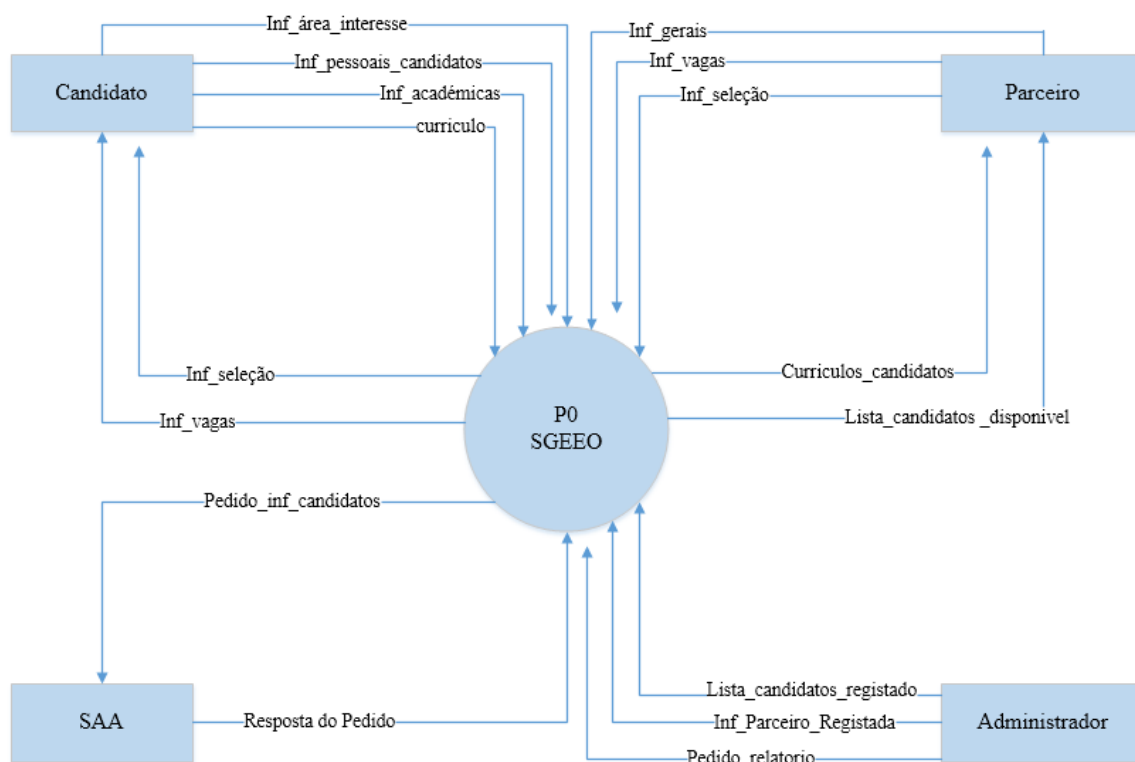 Inf_área_interesse
Inf_gerais
Inf_pessoais_candidatos
Inf_vagas
Candidato
Parceiro
Inf_académicas
Inf_seleção
curriculo
Inf_seleção
Curriculos_candidatos
Inf_vagas
Lista_candidatos _disponivel
P0
SGEEO
Pedido_inf_candidatos
Lista_candidatos_registado
SAA
Resposta do Pedido
Inf_Parceiro_Registada
Administrador
Pedido_relatorio